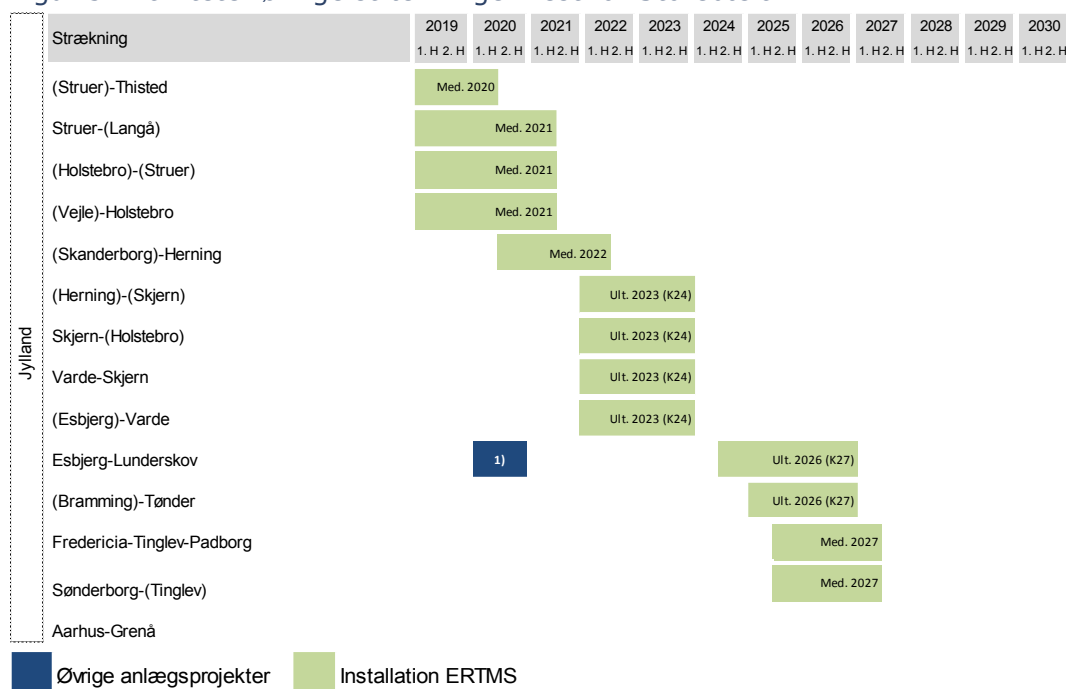 Strækning 2019 2020 2021 2022 2023 2024 2025 2026 2027 2028 2029 2030
1. H 2. H 1. H 2. H 1. H 2. H 1. H 2. H 1. H 2. H 1. H 2. H 1. H 2. H 1. H 2. H 1. H 2. H 1. H 2. H 1. H 2. H 1. H 2. H
Jylland
(Struer)-Thisted Med. 2020
Struer-(Langå) Med. 2021
(Holstebro)-(Struer) Med. 2021
(Vejle)-Holstebro Med. 2021
(Skanderborg)-Herning Med. 2022
(Herning)-(Skjern) Ult. 2023 (K24)
Skjern-(Holstebro) Ult. 2023 (K24)
Varde-Skjern Ult. 2023 (K24)
(Esbjerg)-Varde Ult. 2023 (K24)
Esbjerg-Lunderskov 1) Ult. 2026 (K27)
(Bramming)-Tønder Ult. 2026 (K27)
Fredericia-Tinglev-Padborg Med. 2027
Sønderborg-(Tinglev) Med. 2027
Aarhus-Grenå
Øvrige anlægsprojekter Installation ERTMS